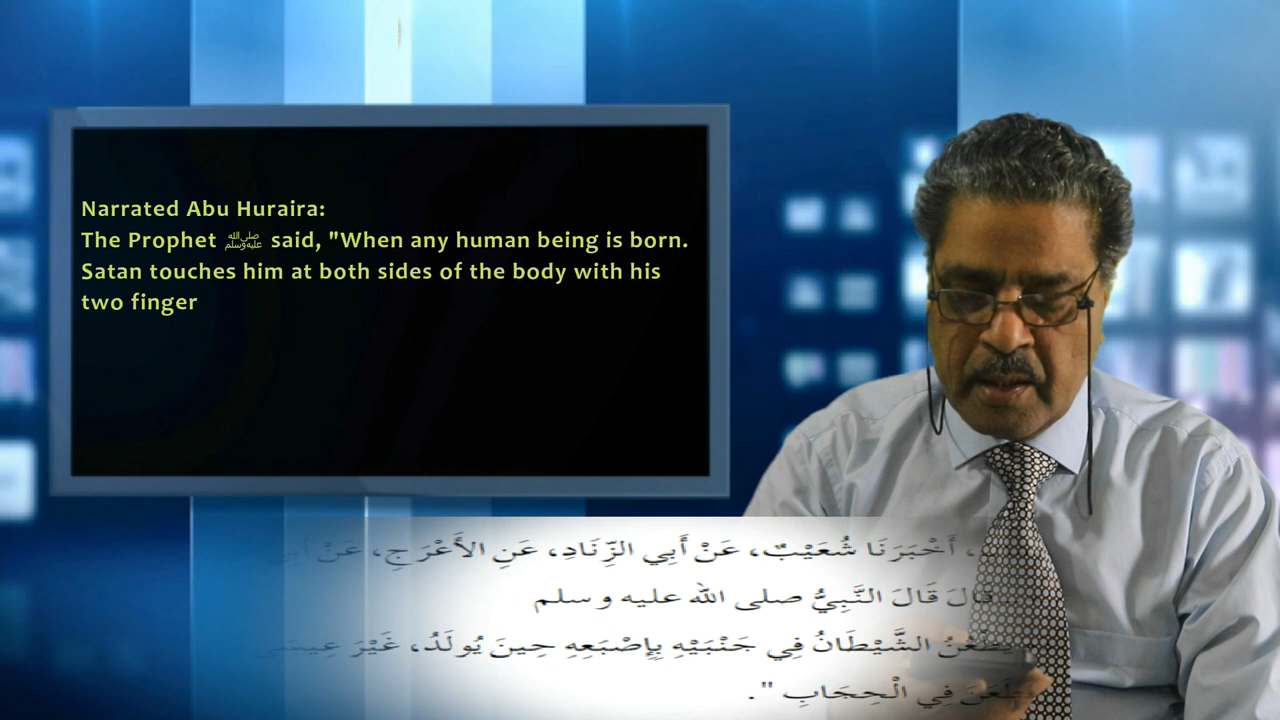 Narrated Abu Huraira:
The Prophet ﷺ said, "When any human being is born.
Satan touches him at both sides of the body with his
two finger
، أَخْبَرَنَا شُعَيْبٌ، عَنْ أَبِي الزِّنَادِ، عَنِ الأَعْرَجِ، عَنْ أَبِي
قَالَ قَالَ النَّبِيُّ صلى الله عليه وسلم
يَطْعُنُ الشَّيْطَانُ فِي جَنْبَيْهِ بِإِصْبَعِهِ حِينَ يُولَدُ، غَيْرَ عِيسَى
فِي الْحِجَابِ ".